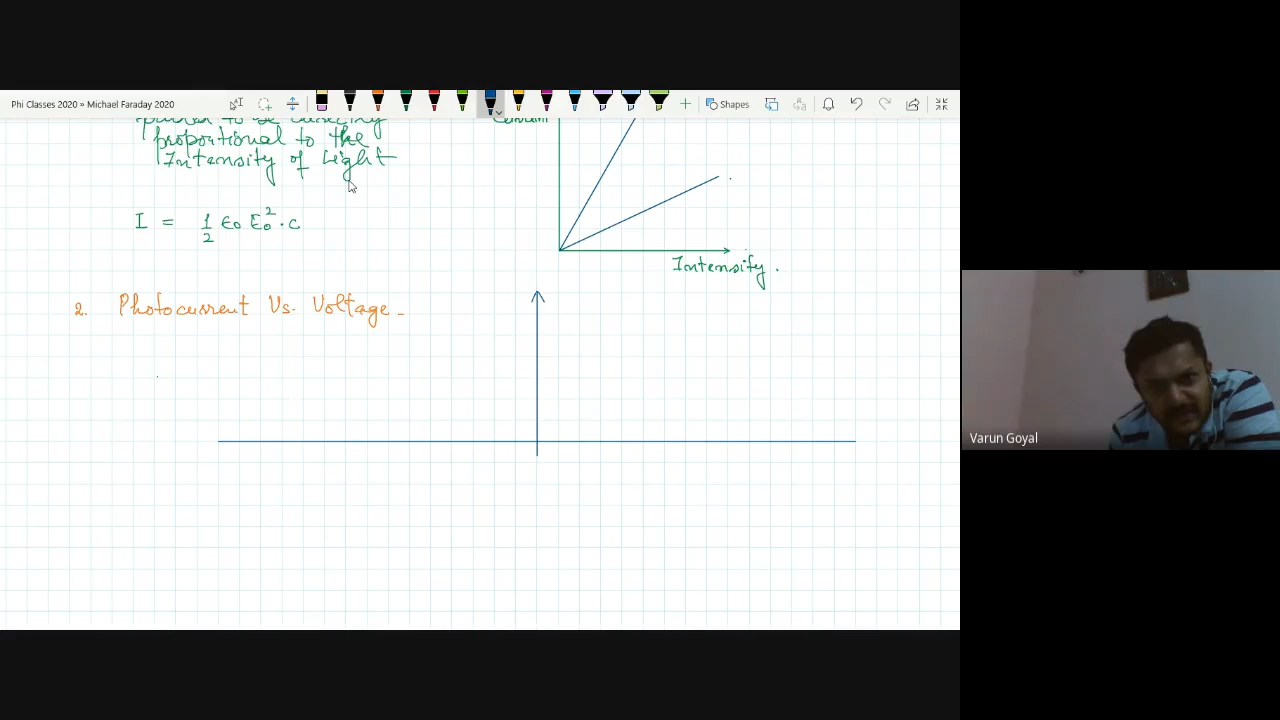 Phi Classes 2020 » Michael Faraday 2020
Shapes
proportional to the
Intensity of Light
I = 1/2 ε0 E0² · c
Current
Intensity .
2. Photocurrent Vs. Voltage -
Varun Goyal